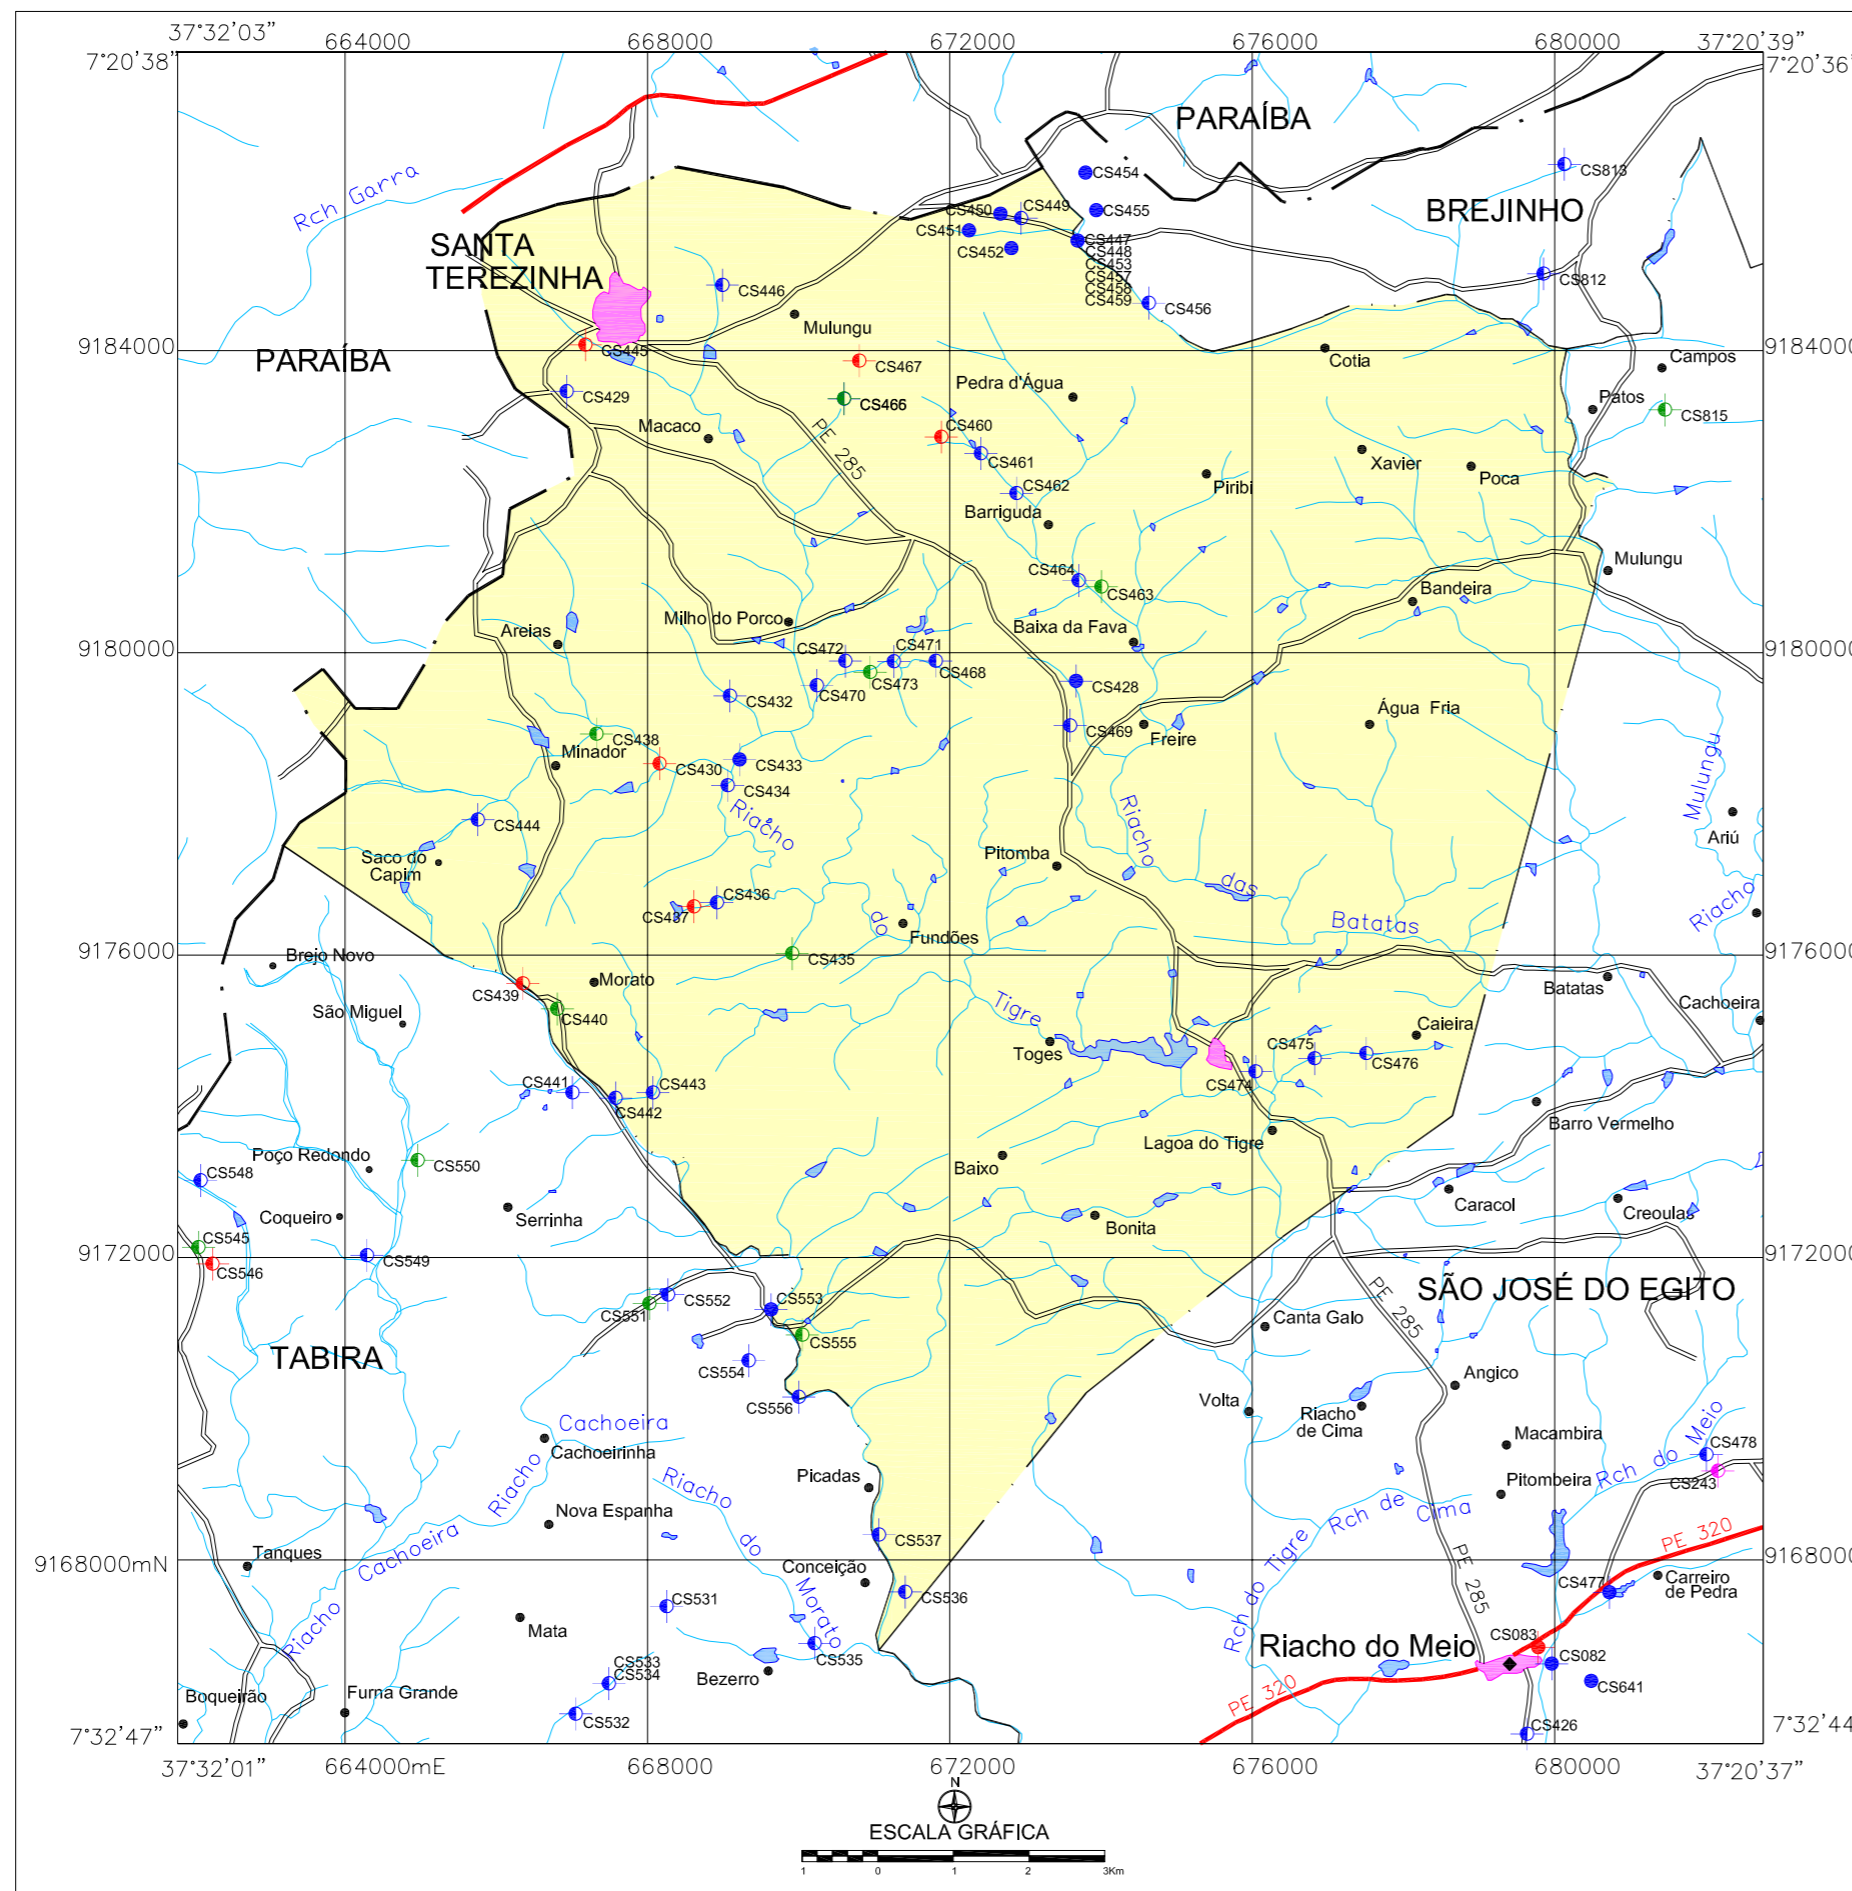 37°32'03"
664000
668000
672000
676000
680000
37°20'39"
7°20'38"
7°20'36"
PARAÍBA
Rch Garra
CS454
CS813
CS450
CS449
CS455
BREJINHO
CS451
CS452
CS447
CS448
CS453
CS457
CS458
CS459
SANTA
TEREZINHA
CS446
CS812
CS456
Mulungu
9184000
9184000
PARAÍBA
CS445
CS467
Cotia
Campos
CS429
Pedra d'Água
CS466
Patos
CS815
Macaco
PE 285
CS460
CS461
Xavier
Poca
CS462
Piribi
Barriguda
Mulungu
CS464
CS463
Bandeira
Milho do Porco
Baixa da Fava
Areias
9180000
9180000
CS472
CS471
CS473
CS468
CS470
CS432
CS428
Água Fria
CS469
Freire
CS438
Minador
CS430
CS433
CS434
Riacho
Riacho
Mulungu
CS444
Ariú
Saco do
Capim
Pitomba
das
CS436
CS437
do
Batatas
Riacho
Fundões
9176000
9176000
Brejo Novo
CS435
CS439
Morato
Batatas
Cachoeira
São Miguel
CS440
Tigre
Toges
Caieira
CS475
CS476
CS474
CS441
CS443
CS442
Barro Vermelho
Lagoa do Tigre
Poço Redondo
CS550
Baixo
CS548
Caracol
Coqueiro
Serrinha
Bonita
Creoulas
CS545
CS546
CS549
9172000
9172000
PE 285
SÃO JOSÉ DO EGITO
CS552
CS551
CS553
CS555
Canta Galo
TABIRA
CS554
Angico
CS556
Volta
Riacho
de Cima
Cachoeira
Cachoeirinha
Macambira
Rch do Meio
CS478
Picadas
Riacho
Riacho
Pitombeira
CS243
Nova Espanha
do
Rch de Cima
Cachoeira
CS537
PE 320
9168000mN
9168000
Tanques
Conceição
CS536
CS477
Carreiro
de Pedra
CS531
Morato
Rch do Tigre
PE 285
Mata
Riacho
CS535
CS083
Riacho do Meio
CS082
CS533
CS534
Bezerro
CS641
PE 320
Boqueirão
Furna Grande
CS532
CS426
7°32'47"
7°32'44
37°32'01"
664000mE
668000
672000
676000
680000
37°20'37"
N
ESCALA GRÁFICA
1 0 1 2 3Km